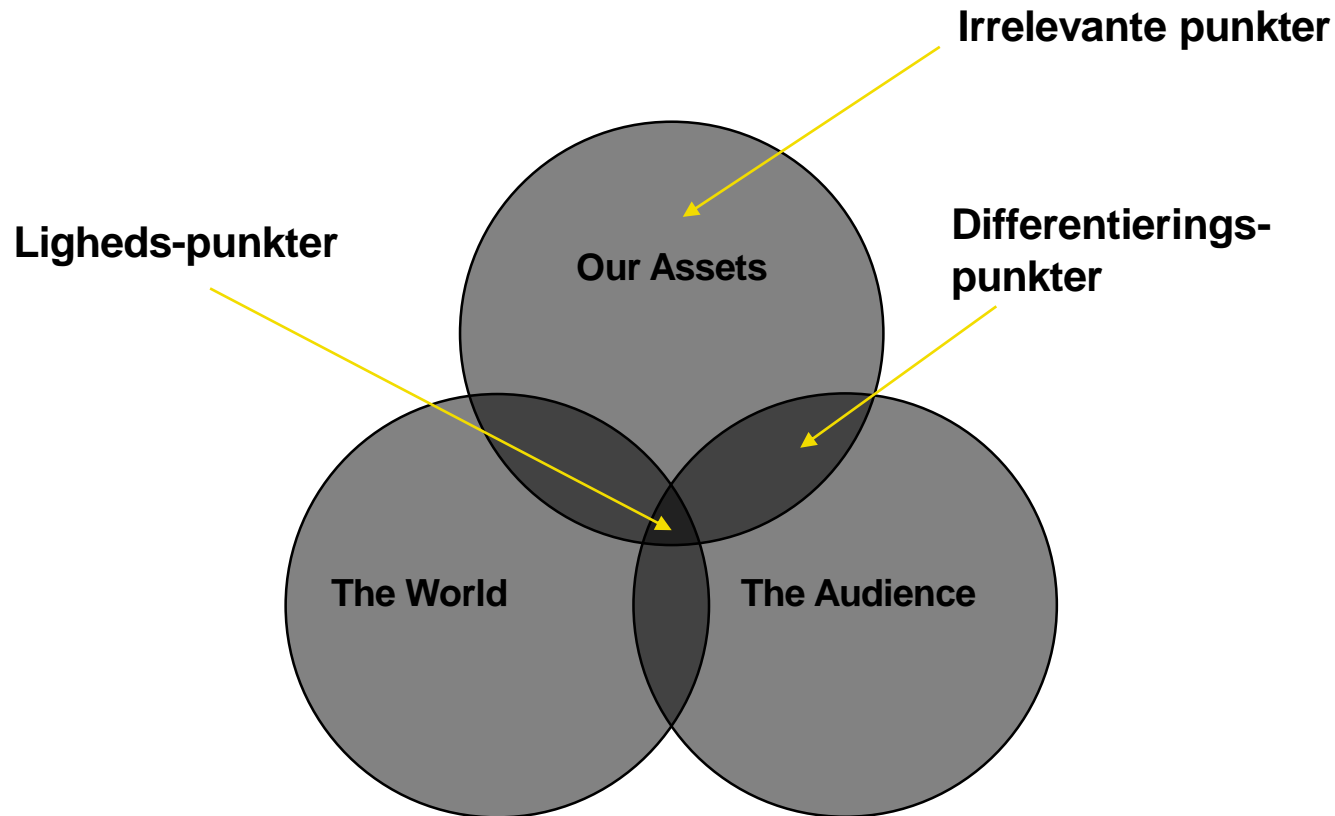 Irrelevante punkter
Differentierings-
punkter
Ligheds-punkter
Our Assets
The World
The Audience